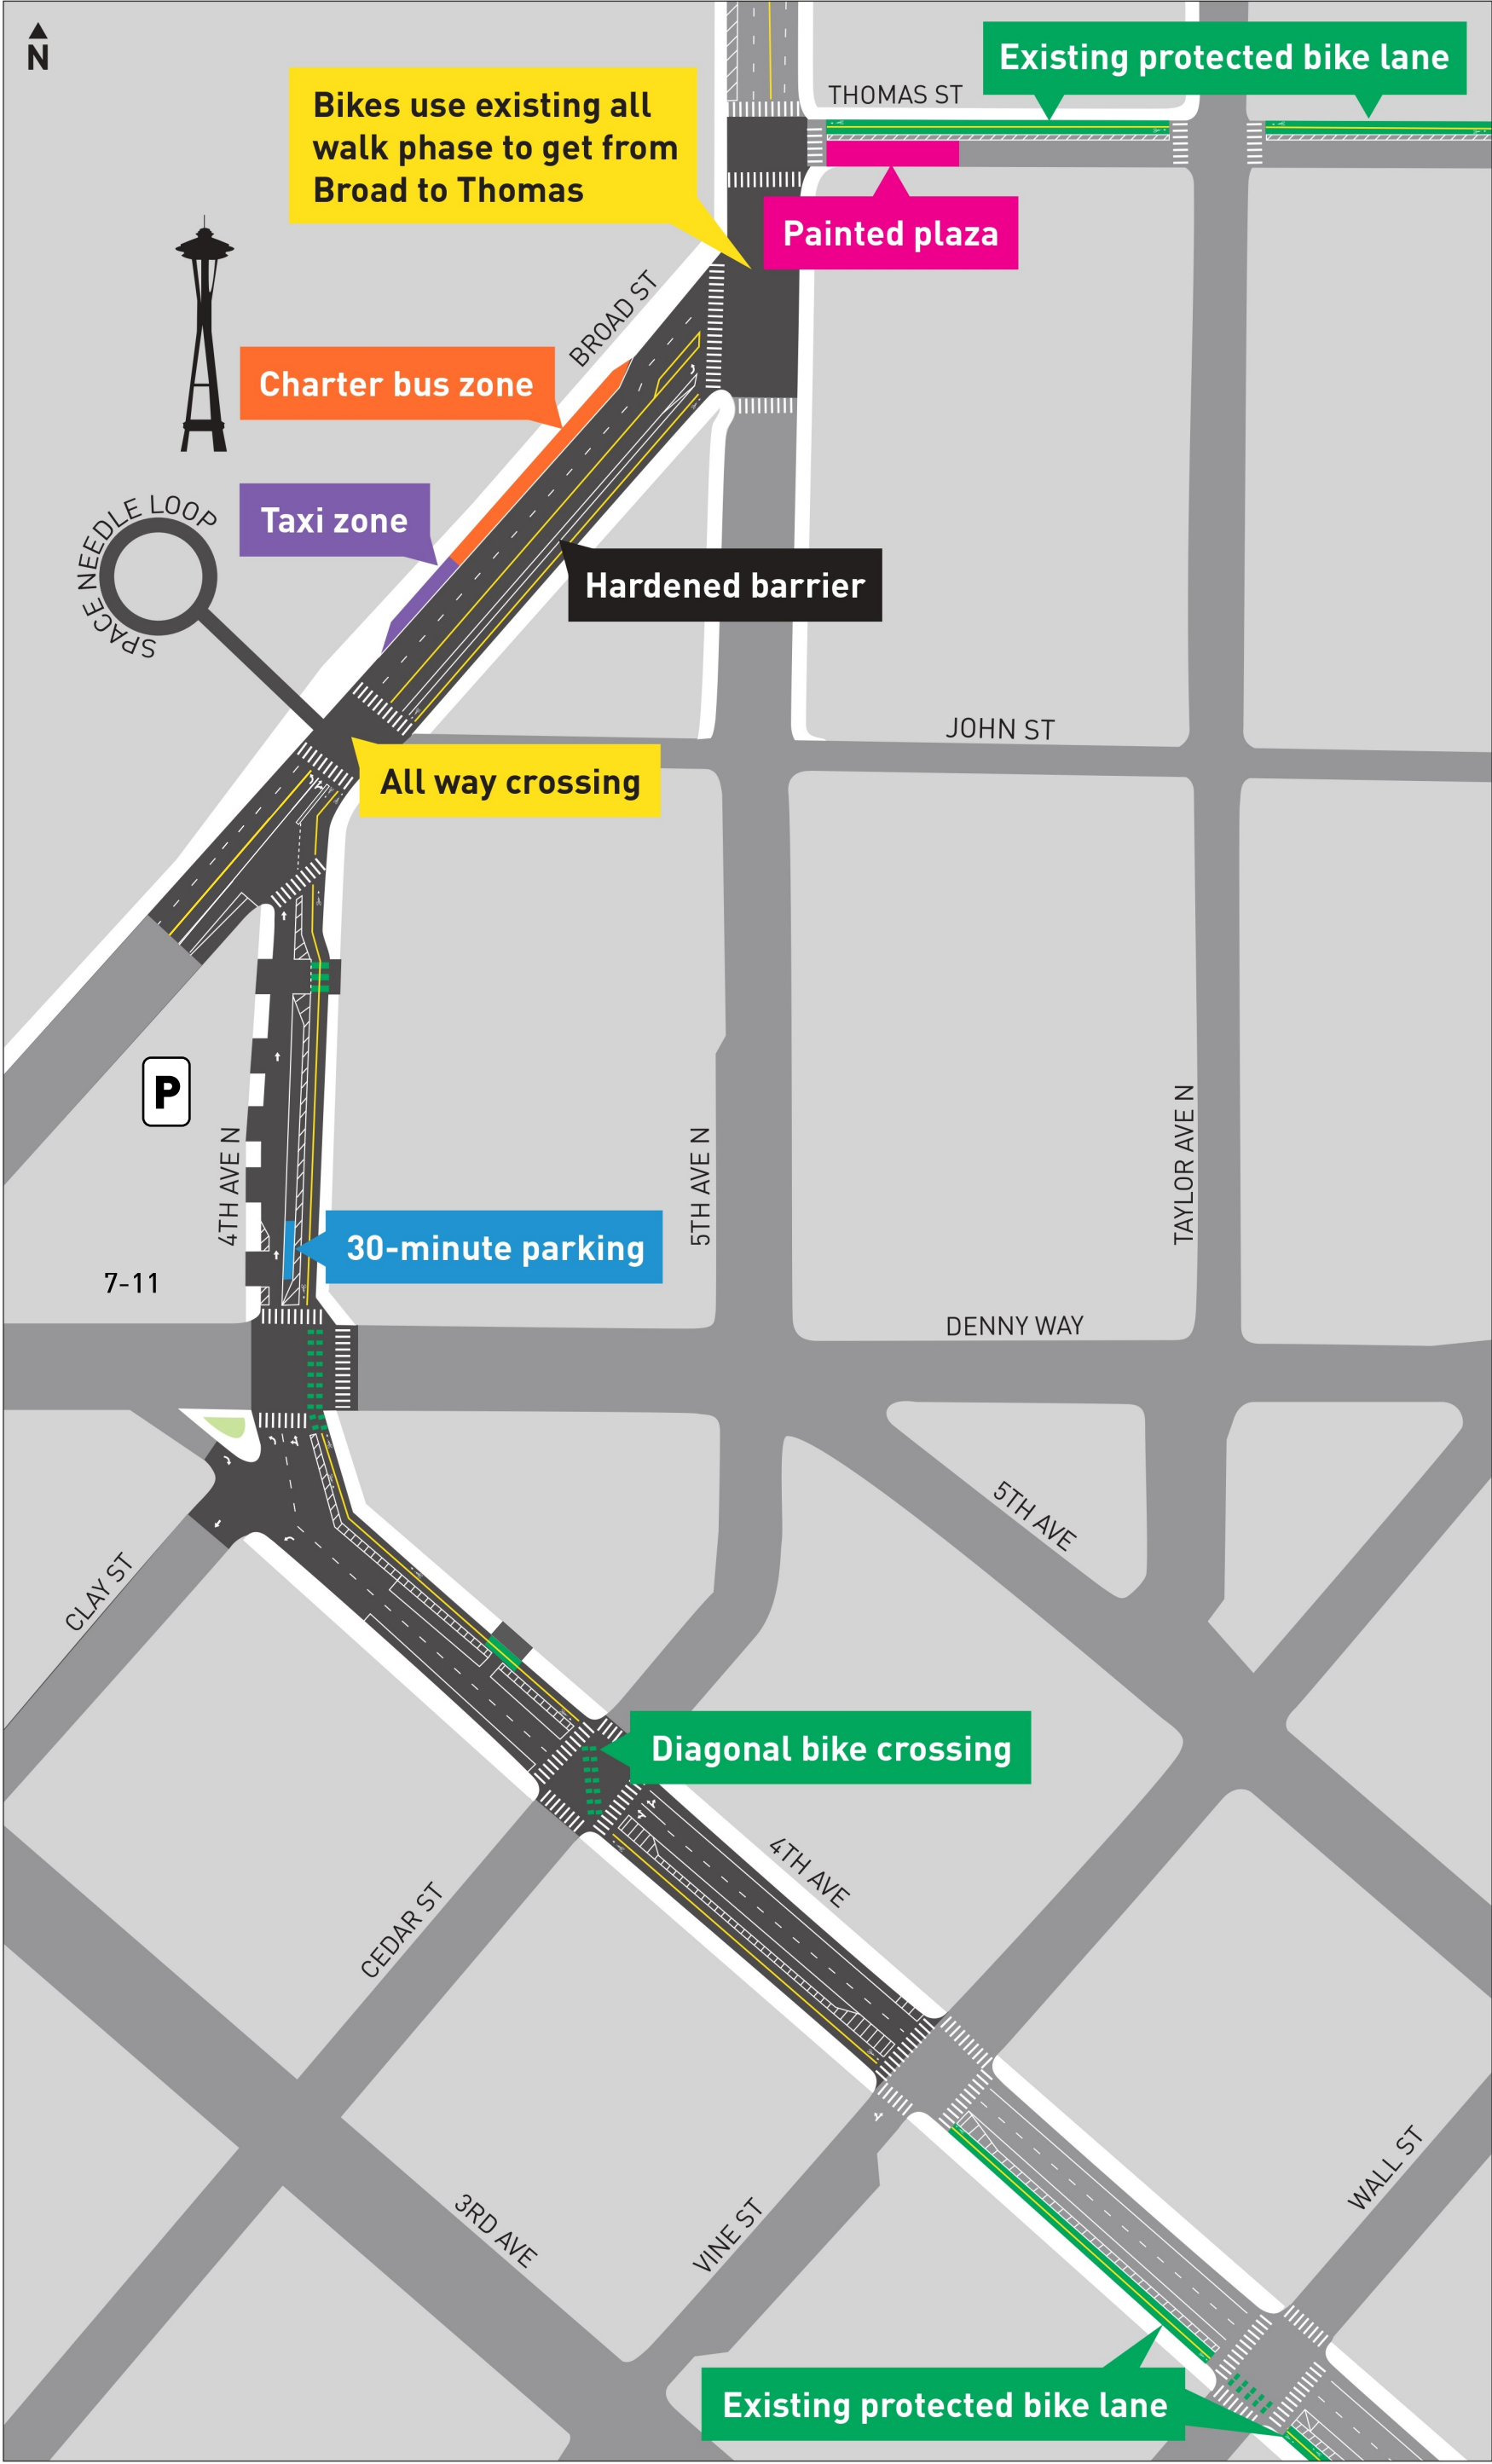 N
Existing protected bike lane
THOMAS ST
Bikes use existing all
walk phase to get from
Broad to Thomas
Painted plaza
BROAD ST
Charter bus zone
Taxi zone
SPACE NEEDLE LOOP
Hardened barrier
JOHN ST
All way crossing
P
4TH AVE N
5TH AVE N
TAYLOR AVE N
30-minute parking
7-11
DENNY WAY
5TH AVE
CLAY ST
Diagonal bike crossing
4TH AVE
CEDAR ST
WALL ST
3RD AVE
VINE ST
Existing protected bike lane